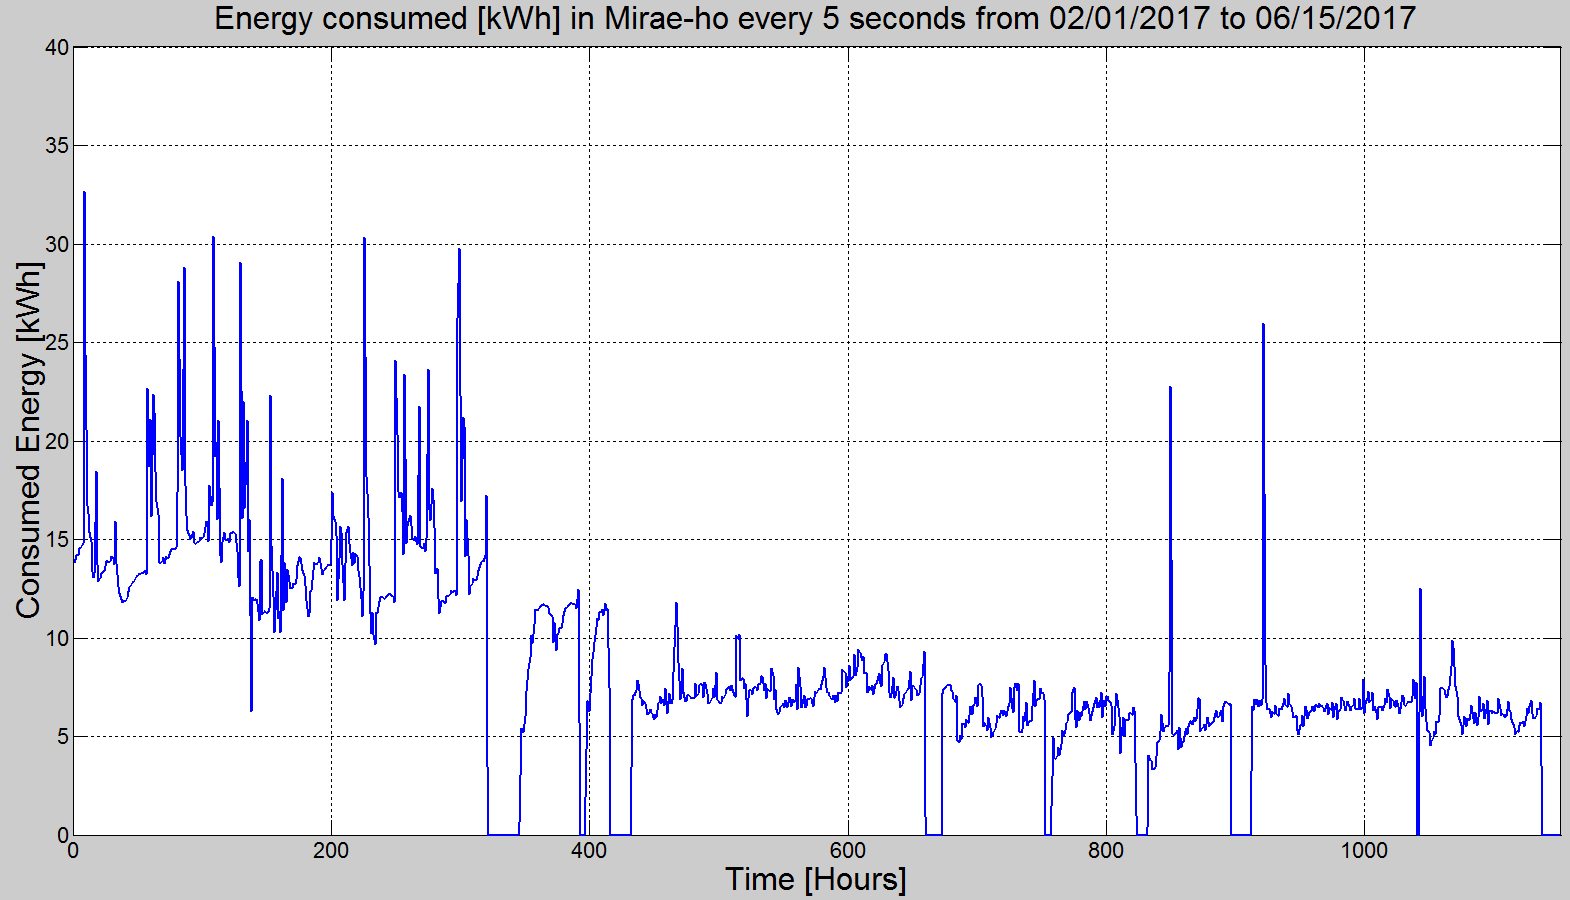 Energy consumed [kWh] in Mirae-ho every 5 seconds from 02/01/2017 to 06/15/2017
40
35
30
25
20
15
10
5
0
Consumed Energy [kWh]
0 200 400 600 800 1000
Time [Hours]